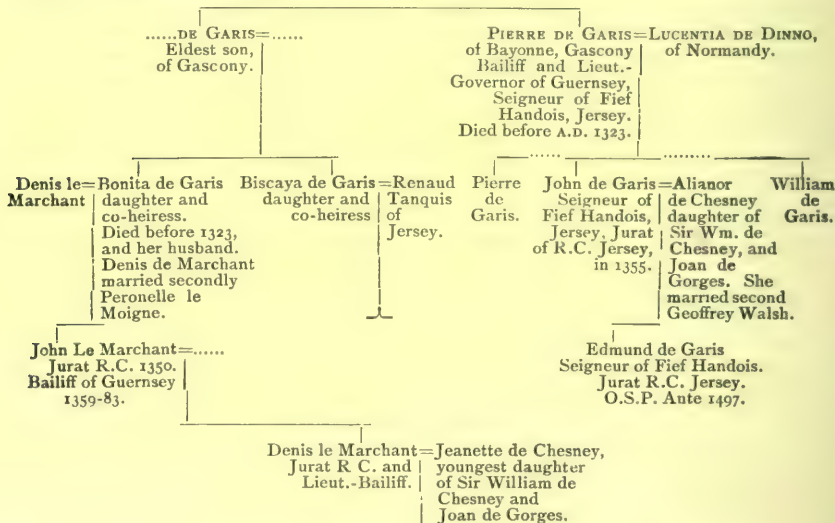 ......DE GARIS=......
Eldest son,
of Gascony.
PIERRE DE GARIS=LUCENTIA DE DINNO,
of Bayonne, Gascony
Bailiff and Lieut.-
Governor of Guernsey,
Seigneur of Fief
Handois, Jersey.
Died before A.D. 1323.
of Normandy.
Denis le=
Marchant
Bonita de Garis
daughter and
co-heiress.
Died before 1323,
and her husband.
Denis de Marchant
married secondly
Peronelle le
Moigne.
Biscaya de Garis=
daughter and
co-heiress
Renaud
Tanquis
of
Jersey.
Pierre
de
Garis.
John de Garis=
Seigneur of
Fief Handois,
Jersey, Jurat
of R.C. Jersey,
in 1355.
Alianor
de Chesney
daughter of
Sir Wm. de
Chesney, and
Joan de
Gorges. She
married second
Geoffrey Walsh.
William
de
Garis.
John Le Marchant=......
Jurat R.C. 1350.
Bailiff of Guernsey
1359-83.
Edmund de Garis
Seigneur of Fief Handois.
Jurat R.C. Jersey.
O.S.P. Ante 1497.
Denis le Marchant=
Jurat R C. and
Lieut.-Bailiff.
Jeanette de Chesney,
youngest daughter
of Sir William de
Chesney and
Joan de Gorges.